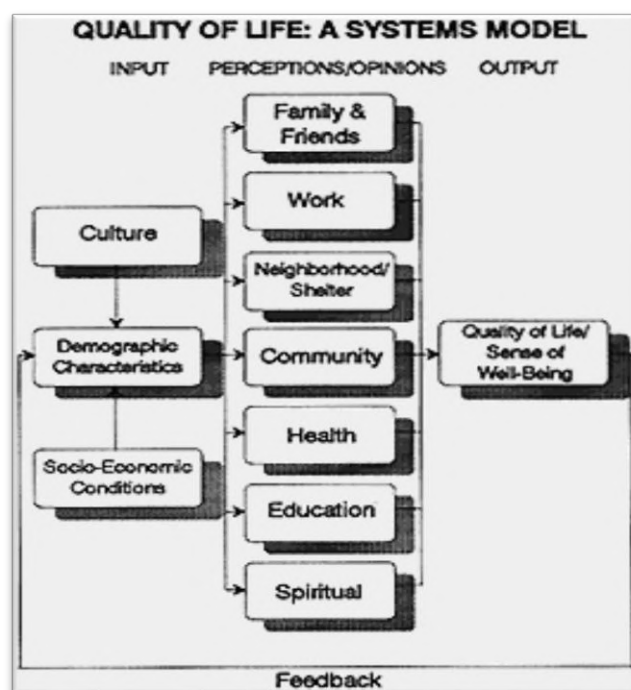 QUALITY OF LIFE: A SYSTEMS MODEL
INPUT PERCEPTIONS/OPINIONS OUTPUT
Family &
Friends
Work
Culture
Neighborhood/
Shelter
Demographic
Characteristics
Community
Quality of Life/
Sense of
Well-Being
Health
Socio-Economic
Conditions
Education
Spiritual
Feedback